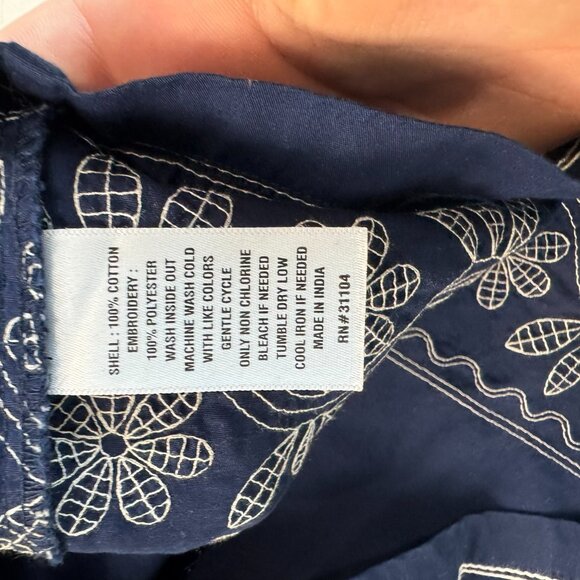 SHELL : 100% COTTON
EMBROIDERY :
100% POLYESTER
WASH INSIDE OUT
MACHINE WASH COLD
WITH LIKE COLORS
GENTLE CYCLE
ONLY NON CHLORINE
BLEACH IF NEEDED
TUMBLE DRY LOW
COOL IRON IF NEEDED
MADE IN INDIA
RN#31104